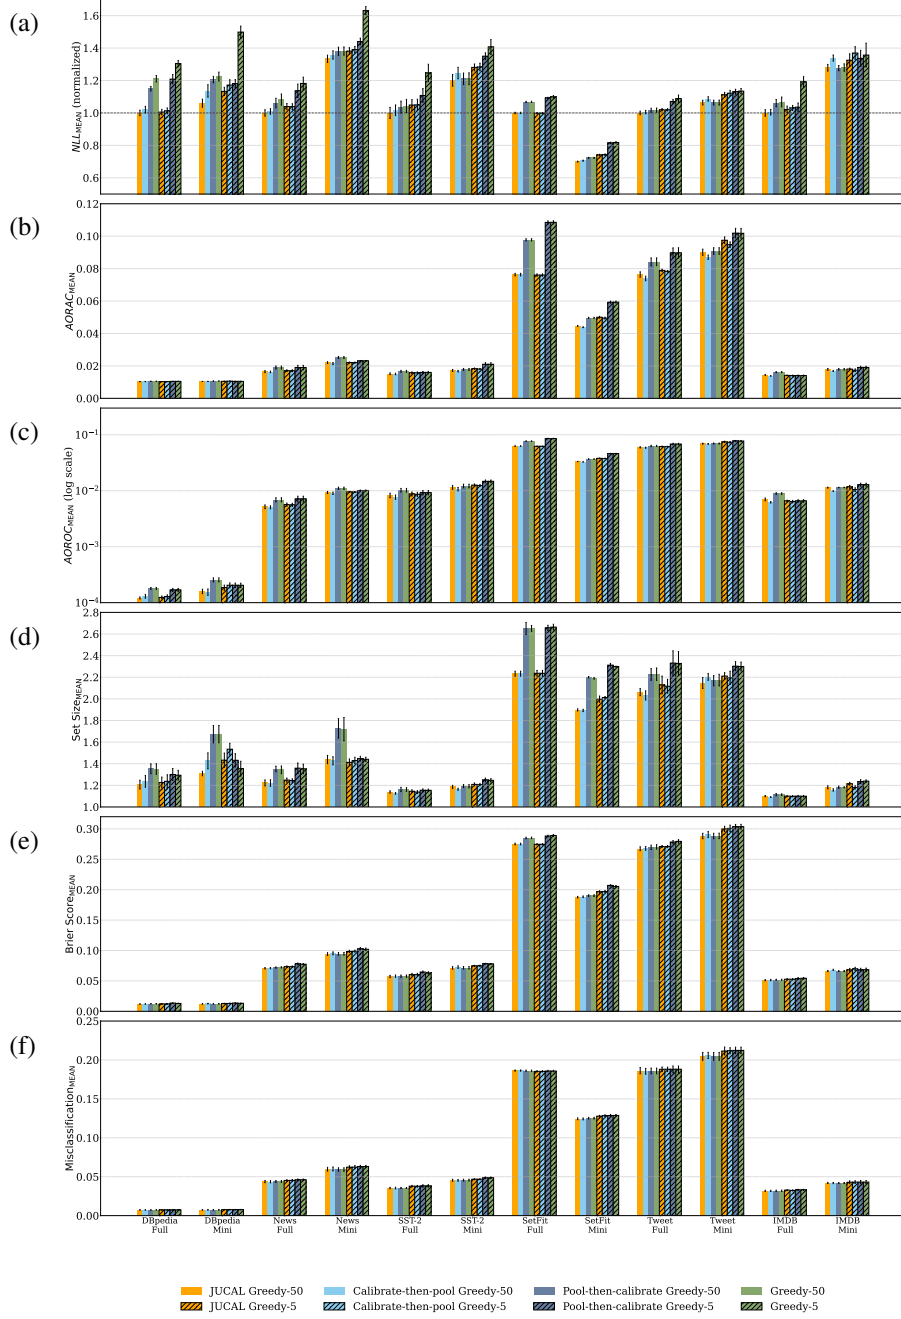 (a)
NLL_MEAN (normalized)
1.6
1.4
1.2
1.0
0.8
0.6
(b)
AORAC_MEAN
0.12
0.10
0.08
0.06
0.04
0.02
0.00
(c)
AOROC_MEAN (log scale)
10⁻¹
10⁻²
10⁻³
10⁻⁴
(d)
Set Size_MEAN
2.8
2.6
2.4
2.2
2.0
1.8
1.6
1.4
1.2
1.0
(e)
Brier Score_MEAN
0.30
0.25
0.20
0.15
0.10
0.05
0.00
(f)
Misclassification_MEAN
0.25
0.20
0.15
0.10
0.05
0.00
DBpedia Full
DBpedia Mini
News Full
News Mini
SST-2 Full
SST-2 Mini
SetFit Full
SetFit Mini
Tweet Full
Tweet Mini
IMDB Full
IMDB Mini
JUCAL Greedy-50
Calibrate-then-pool Greedy-50
Pool-then-calibrate Greedy-50
Greedy-50
JUCAL Greedy-5
Calibrate-then-pool Greedy-5
Pool-then-calibrate Greedy-5
Greedy-5